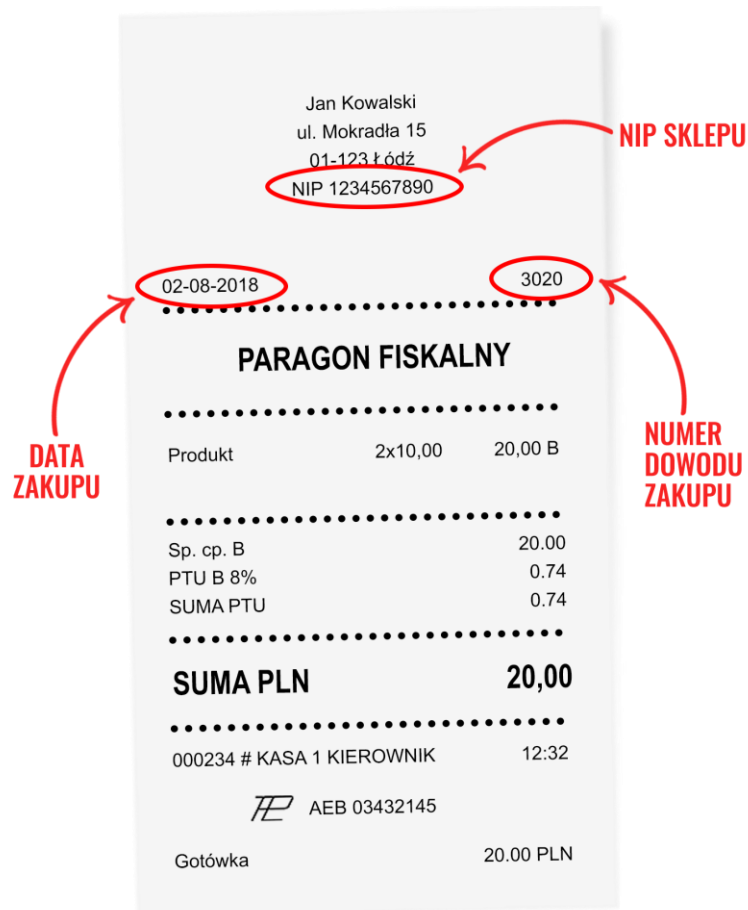 Jan Kowalski
ul. Mokradła 15
01-123 Łódź
NIP 1234567890
NIP SKLEPU
02-08-2018 3020
PARAGON FISKALNY
DATA
ZAKUPU
NUMER
DOWODU
ZAKUPU
Produkt 2x10,00 20,00 B
Sp. cp. B 20.00
PTU B 8% 0.74
SUMA PTU 0.74
SUMA PLN 20,00
000234 # KASA 1 KIEROWNIK 12:32
AEB 03432145
Gotówka 20.00 PLN